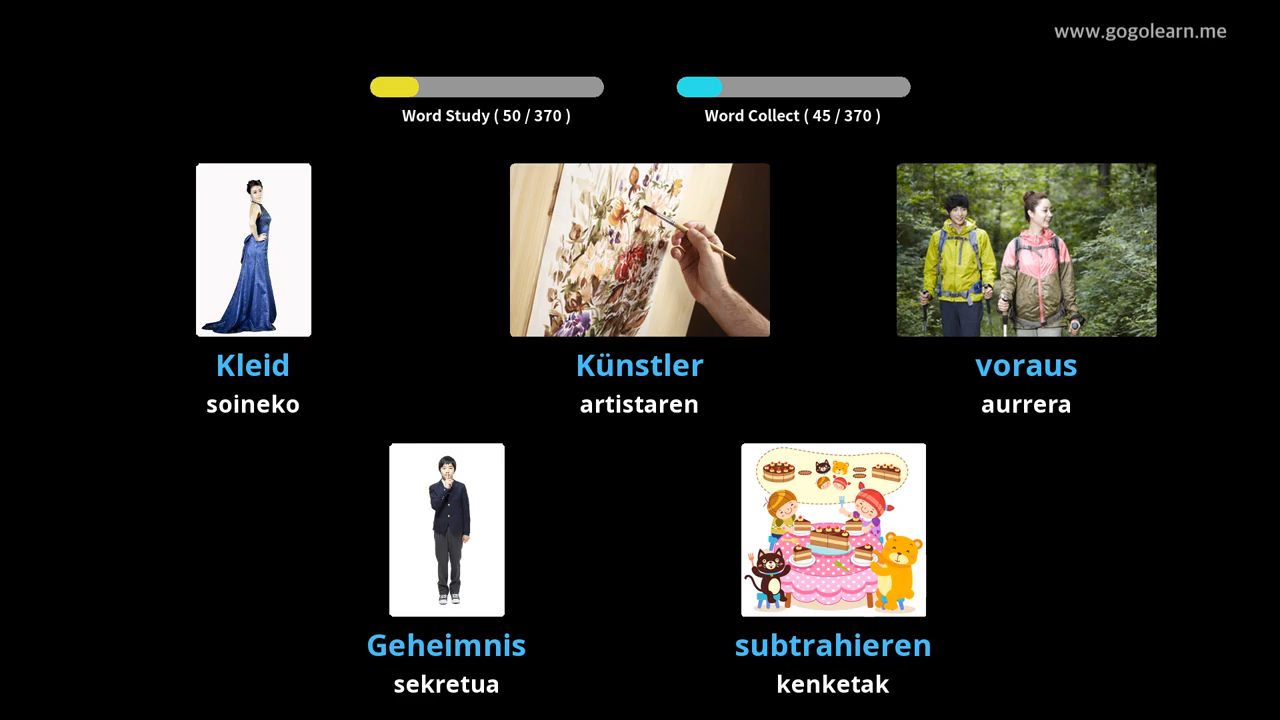 www.gogolearn.me
Word Study ( 50 / 370 )
Word Collect ( 45 / 370 )
Kleid
soineko
Künstler
artistaren
voraus
aurrera
Geheimnis
sekretua
subtrahieren
kenketak